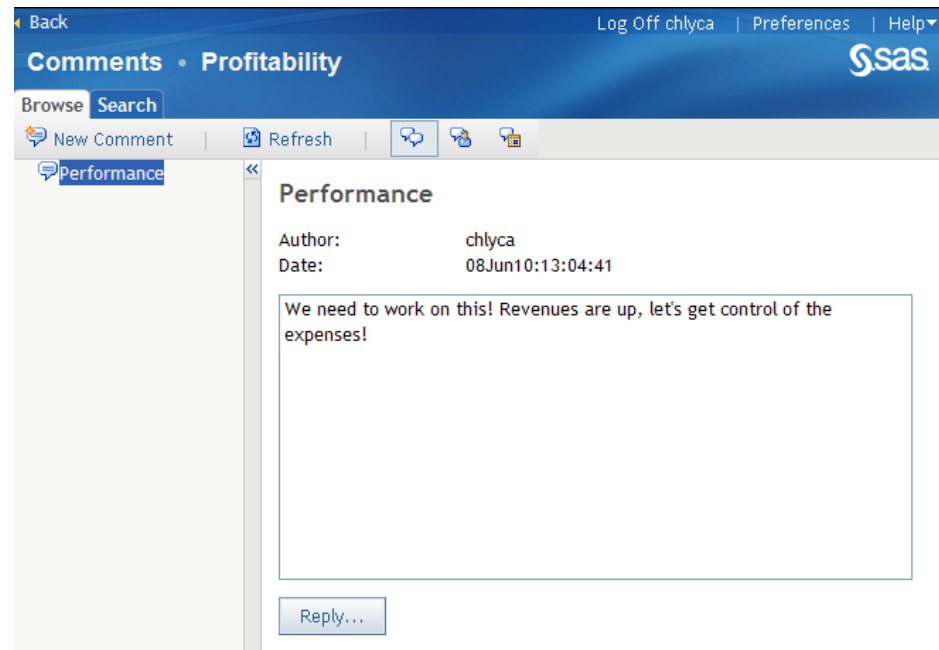 Back Log Off chlyca | Preferences | Help
Comments • Profitability
sas
Browse Search
New Comment | Refresh |
Performance
Performance
Author: chlyca
Date: 08Jun10:13:04:41
We need to work on this! Revenues are up, let's get control of the
expenses!
Reply...